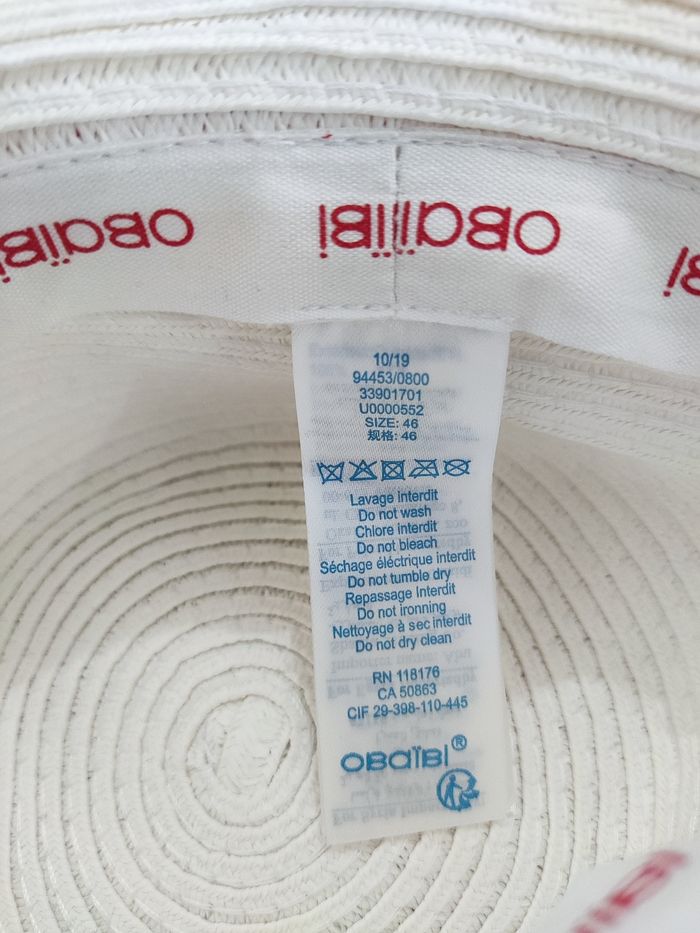 OBAÏBI
OBAÏBI
10/19
94453/0800
33901701
U0000552
SIZE: 46
规格: 46
Lavage interdit
Do not wash
Chlore interdit
Do not bleach
Séchage éléctrique interdit
Do not tumble dry
Repassage Interdit
Do not ironning
Nettoyage à sec interdit
Do not dry clean
RN 118176
CA 50863
CIF 29-398-110-445
OBAÏBI®